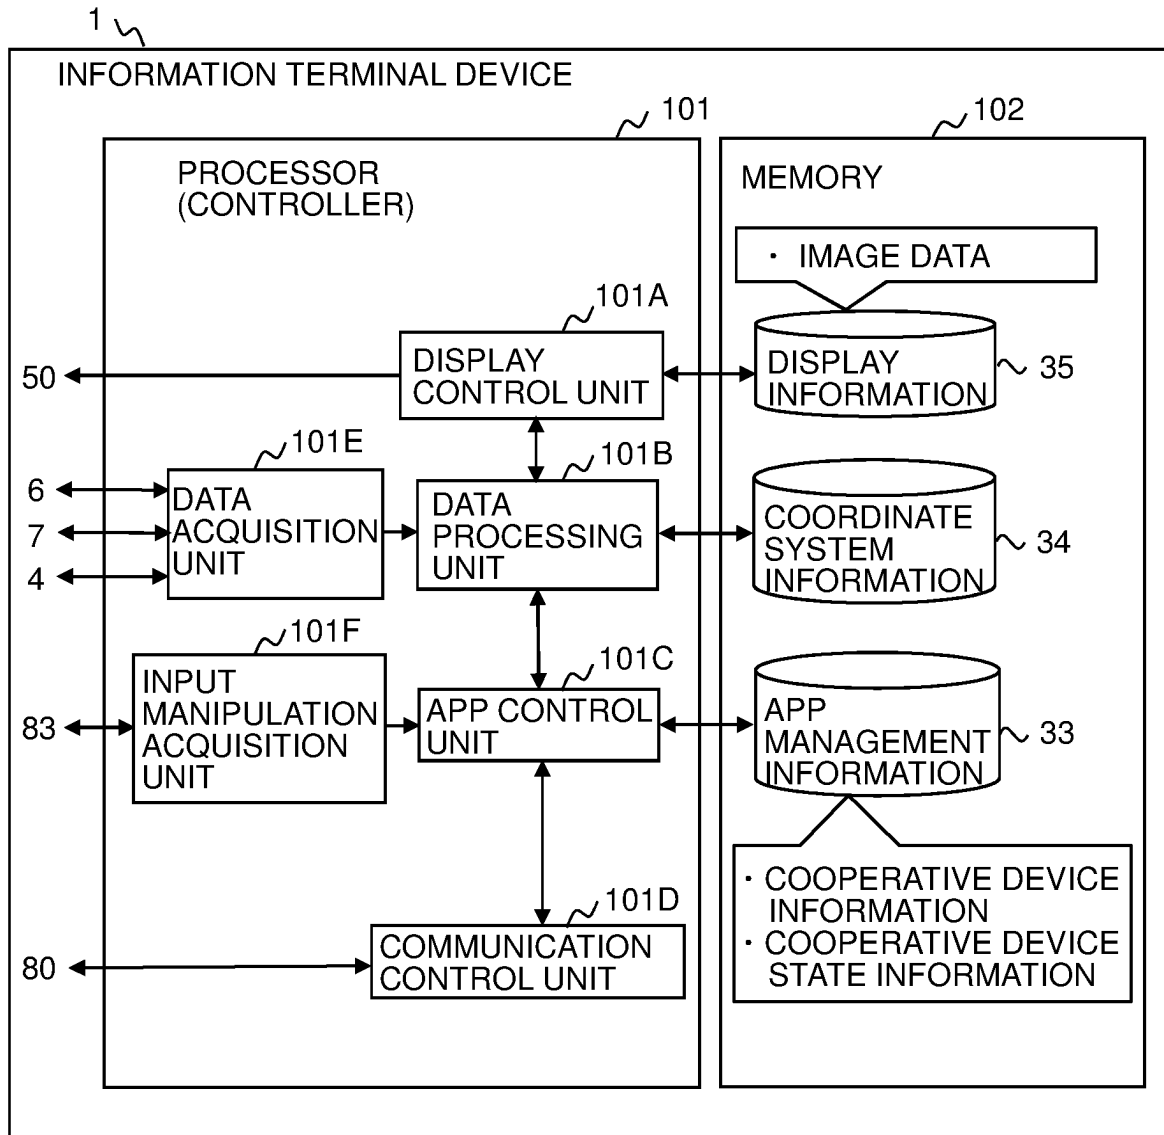 1
INFORMATION TERMINAL DEVICE
101
102
PROCESSOR
(CONTROLLER)
MEMORY
・ IMAGE DATA
101A
DISPLAY
CONTROL UNIT
50
DISPLAY
INFORMATION
35
101E
101B
6
7
4
DATA
ACQUISITION
UNIT
DATA
PROCESSING
UNIT
COORDINATE
SYSTEM
INFORMATION
34
101F
101C
83
INPUT
MANIPULATION
ACQUISITION
UNIT
APP CONTROL
UNIT
APP
MANAGEMENT
INFORMATION
33
・ COOPERATIVE DEVICE
INFORMATION
・ COOPERATIVE DEVICE
STATE INFORMATION
101D
80
COMMUNICATION
CONTROL UNIT